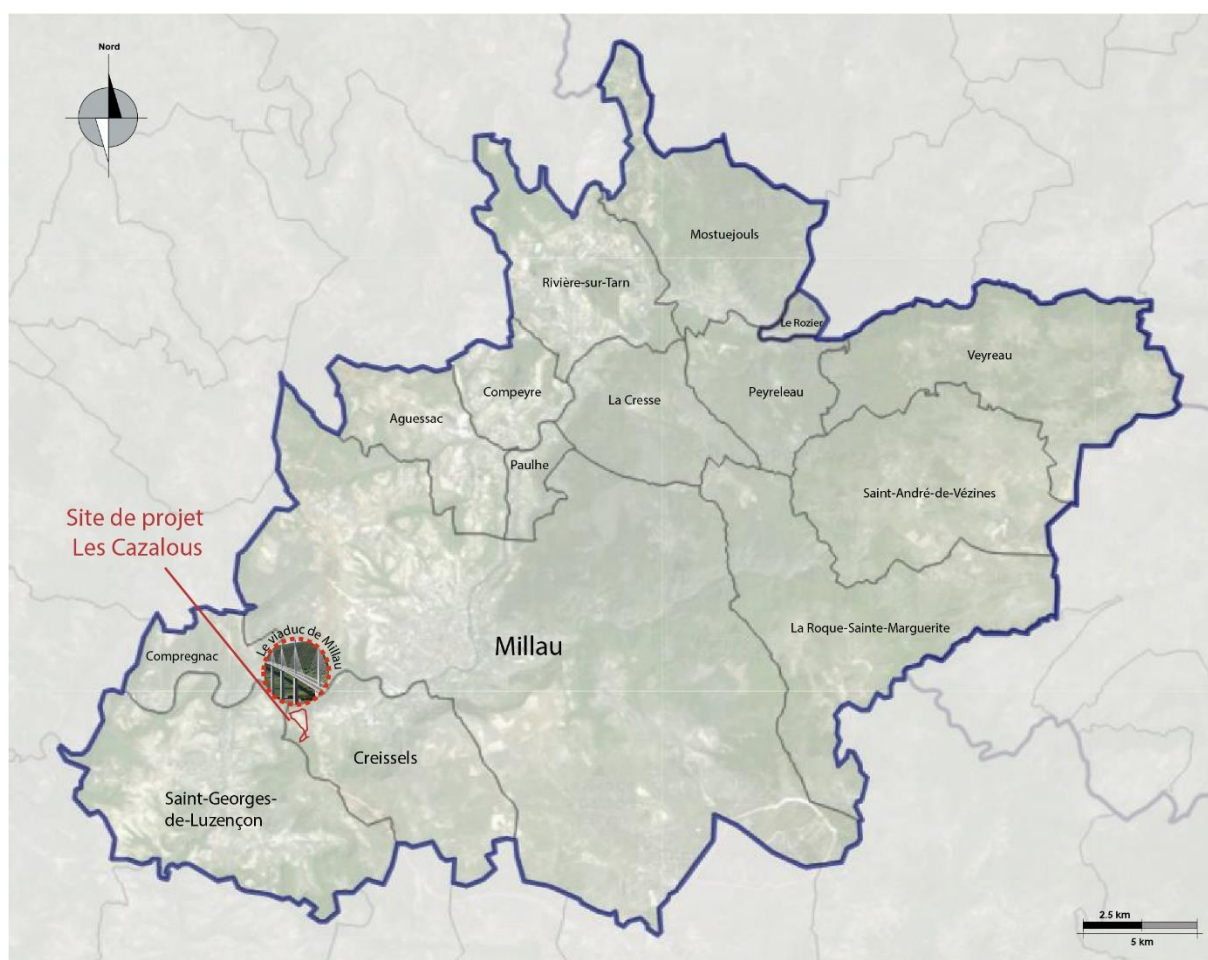 Nord
Mostuejouls
Rivière-sur-Tarn
Le Rozier
Veyreau
Compeyre
La Cresse
Peyreleau
Aguessac
Paulhe
Saint-André-de-Vézines
Site de projet
Les Cazalous
La Roque-Sainte-Marguerite
Le viaduc de Millau
Millau
Compregnac
Creissels
Saint-Georges-
de-Luzençon
2.5 km
5 km